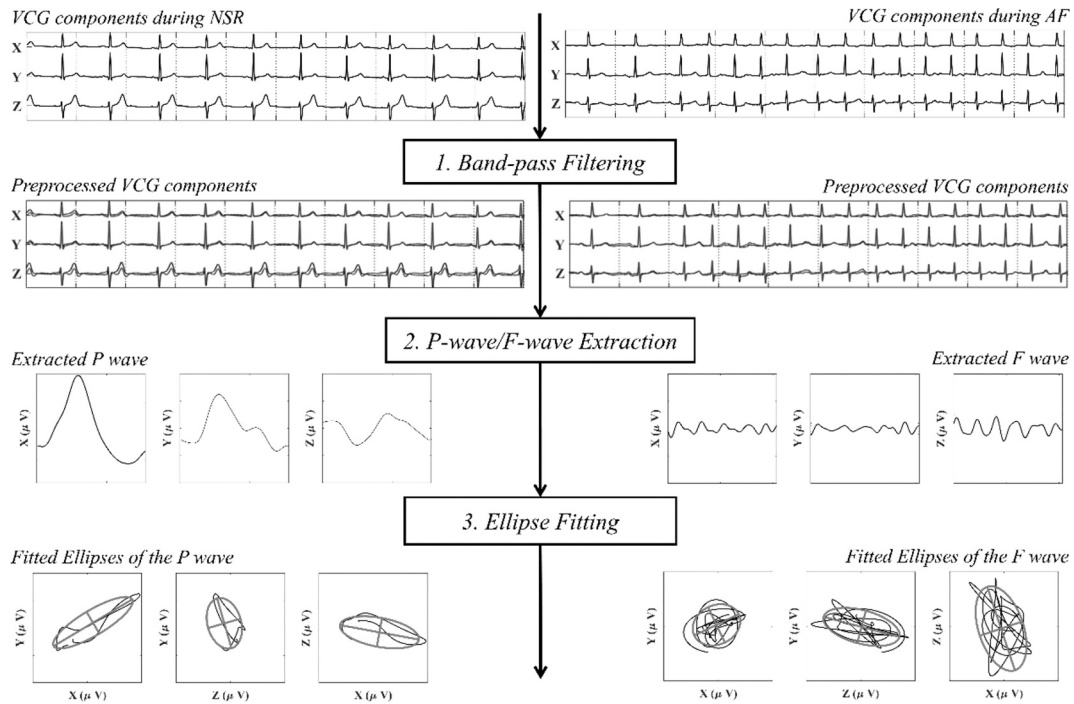 VCG components during NSR
VCG components during AF
X
Y
Z
X
Y
Z
1. Band-pass Filtering
Preprocessed VCG components
Preprocessed VCG components
X
Y
Z
X
Y
Z
2. P-wave/F-wave Extraction
Extracted P wave
Extracted F wave
X (μ V)
Y (μ V)
Z (μ V)
X (μ V)
Y (μ V)
Z (μ V)
3. Ellipse Fitting
Fitted Ellipses of the P wave
Fitted Ellipses of the F wave
Y (μ V)
X (μ V)
Y (μ V)
Z (μ V)
Z (μ V)
X (μ V)
Y (μ V)
X (μ V)
Y (μ V)
Z (μ V)
Z (μ V)
X (μ V)